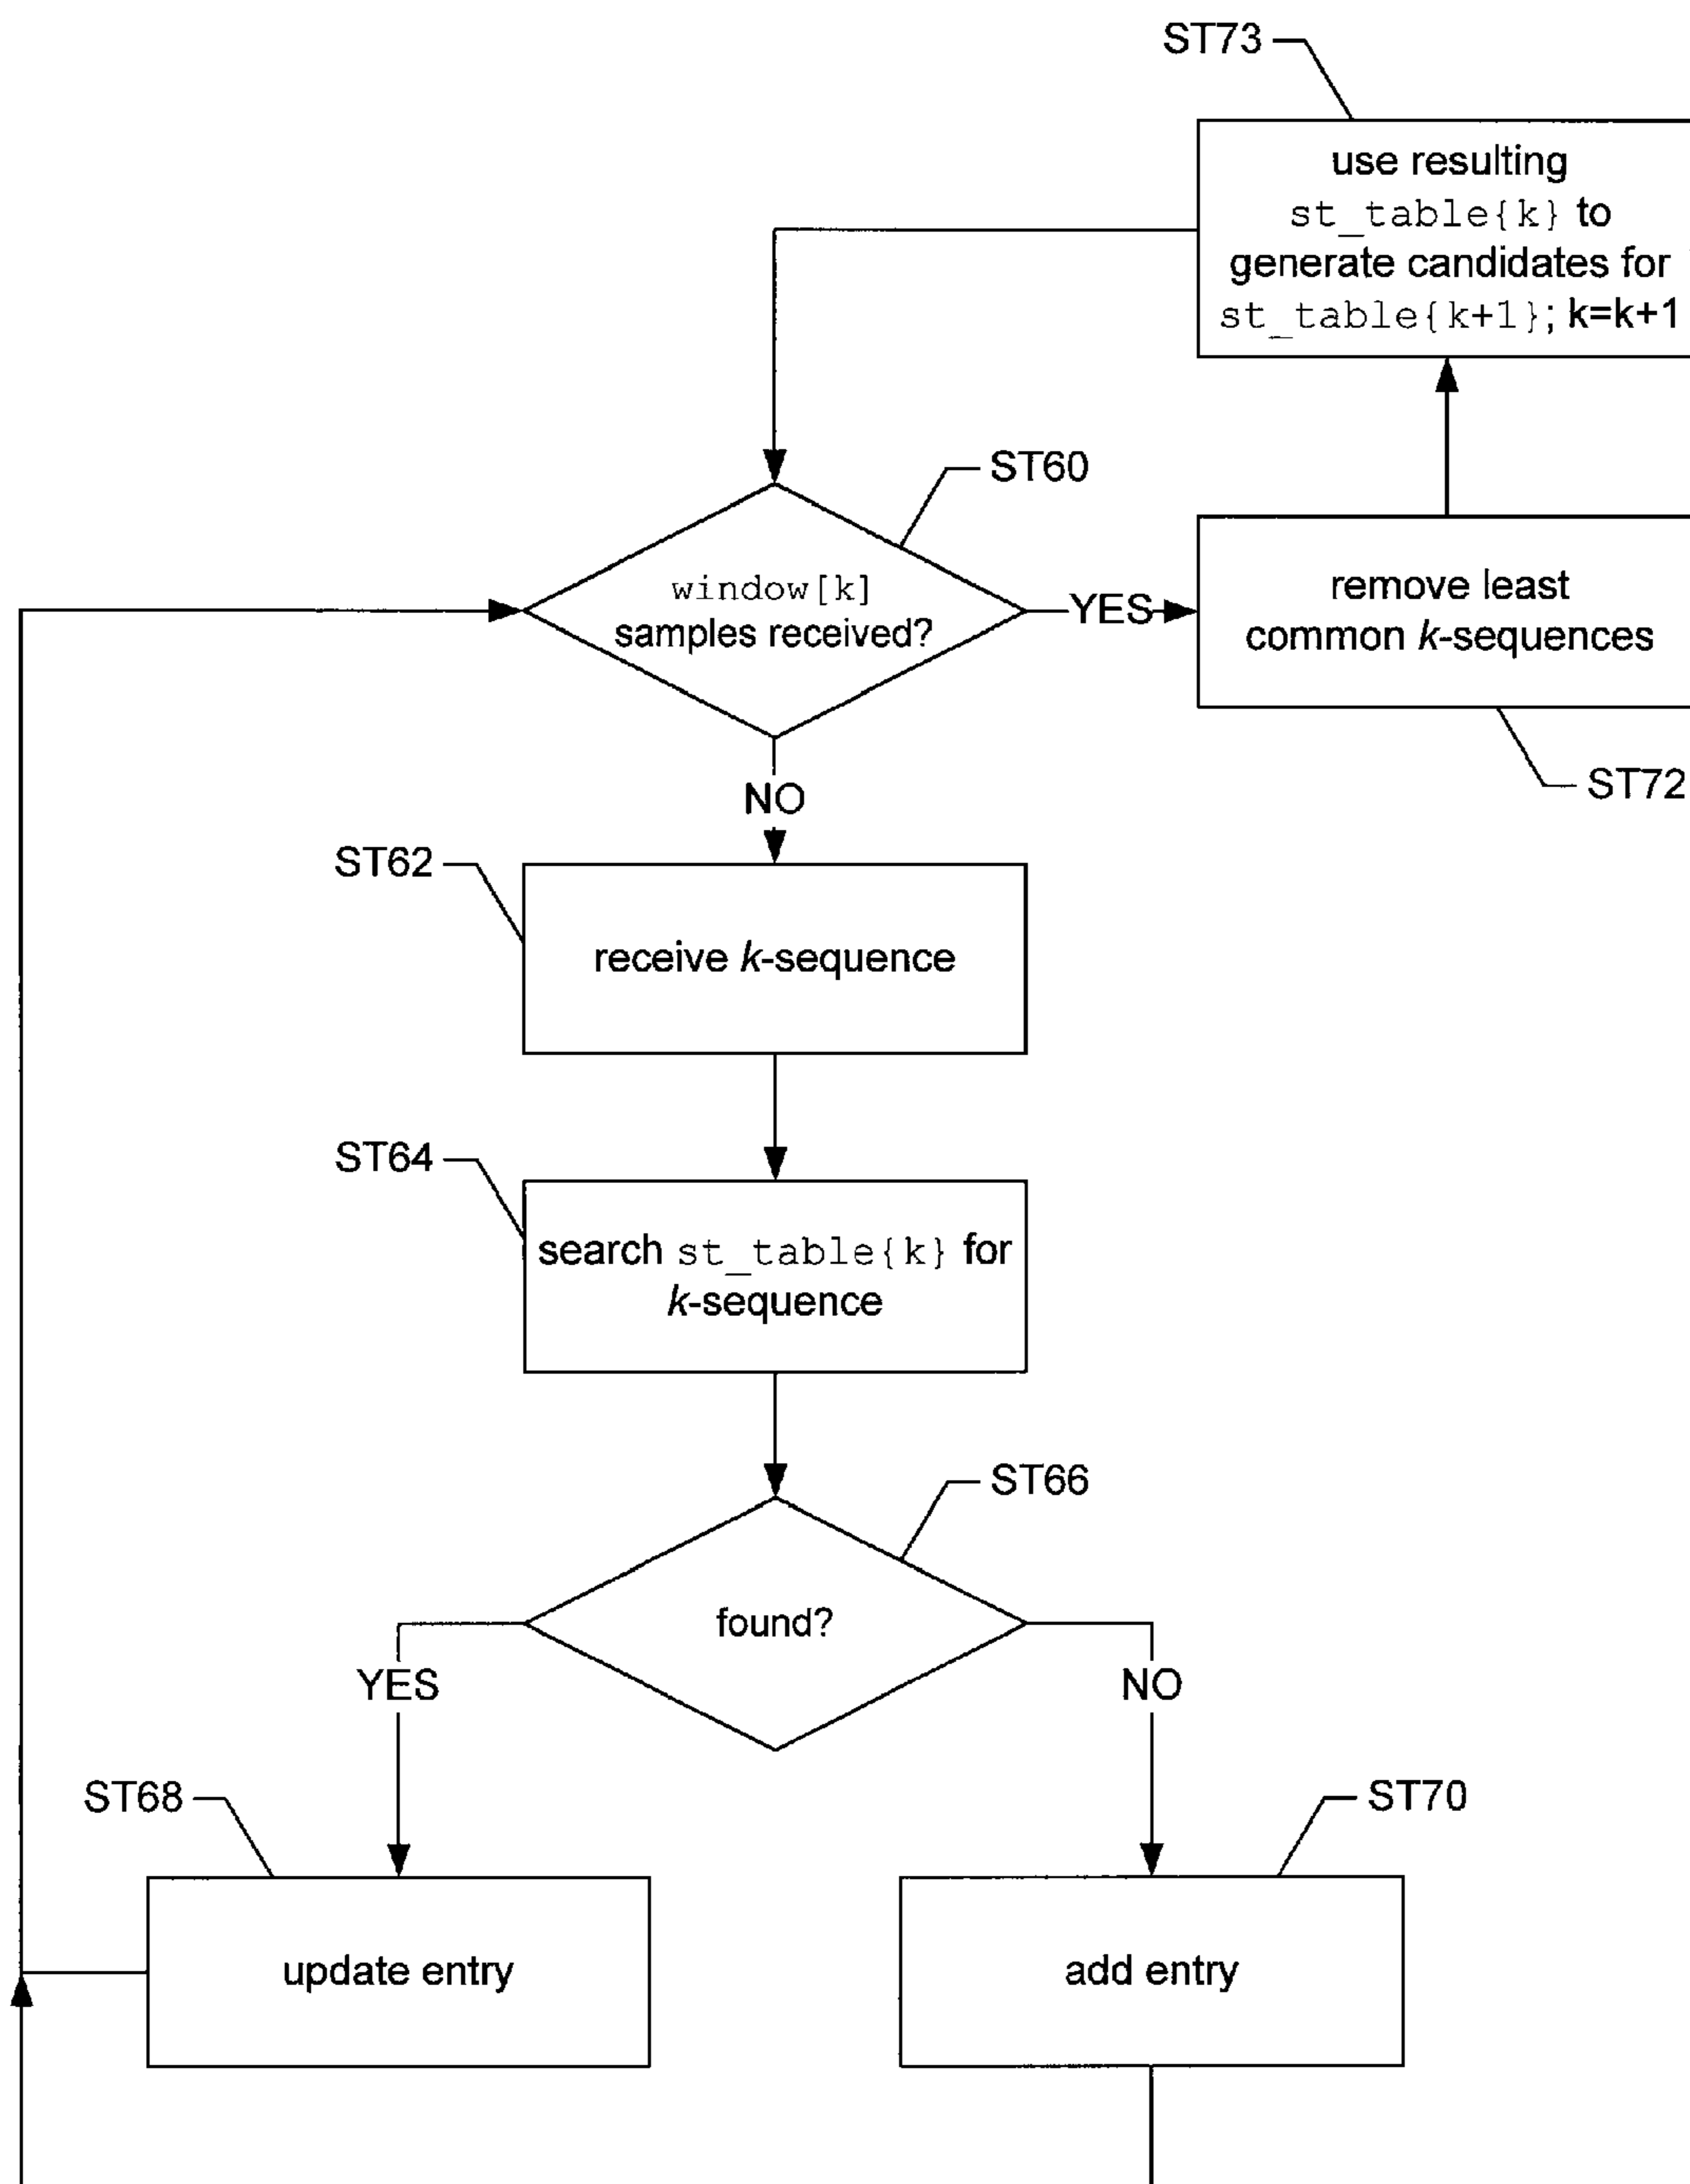 ST73
use resulting
st_table{k} to
generate candidates for
st_table{k+1}; k=k+1
ST60
window[k]
samples received?
YES
remove least
common k-sequences
ST72
NO
ST62
receive k-sequence
ST64
search st_table{k} for
k-sequence
ST66
found?
YES
NO
ST68
ST70
update entry
add entry